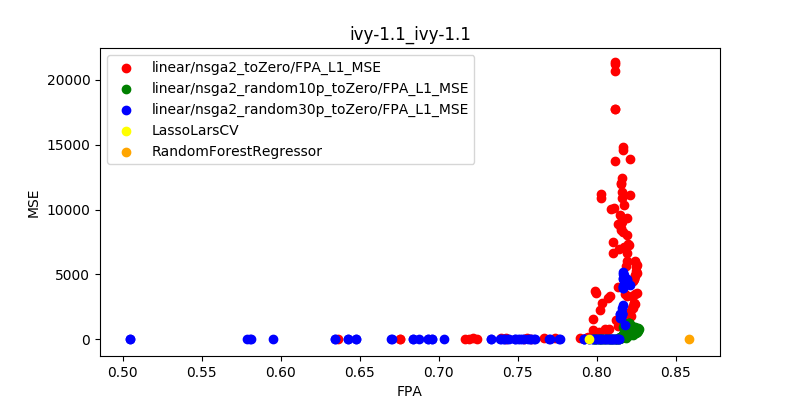 ivy-1.1_ivy-1.1
linear/nsga2_toZero/FPA_L1_MSE
linear/nsga2_random10p_toZero/FPA_L1_MSE
linear/nsga2_random30p_toZero/FPA_L1_MSE
LassoLarsCV
RandomForestRegressor
MSE
20000
15000
10000
5000
0
0.50 0.55 0.60 0.65 0.70 0.75 0.80 0.85
FPA